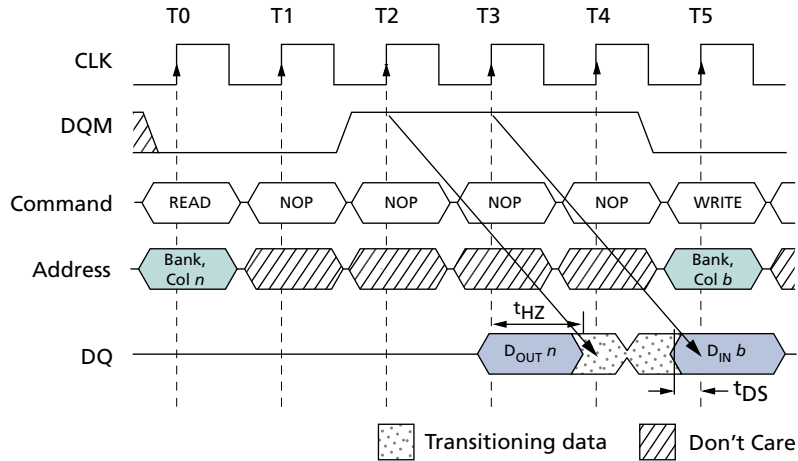 T0 T1 T2 T3 T4 T5
CLK
DQM
Command READ NOP NOP NOP NOP WRITE
Address Bank, Col n Bank, Col b
tHZ
DQ DOUT n DIN b
tDS
Transitioning data Don't Care